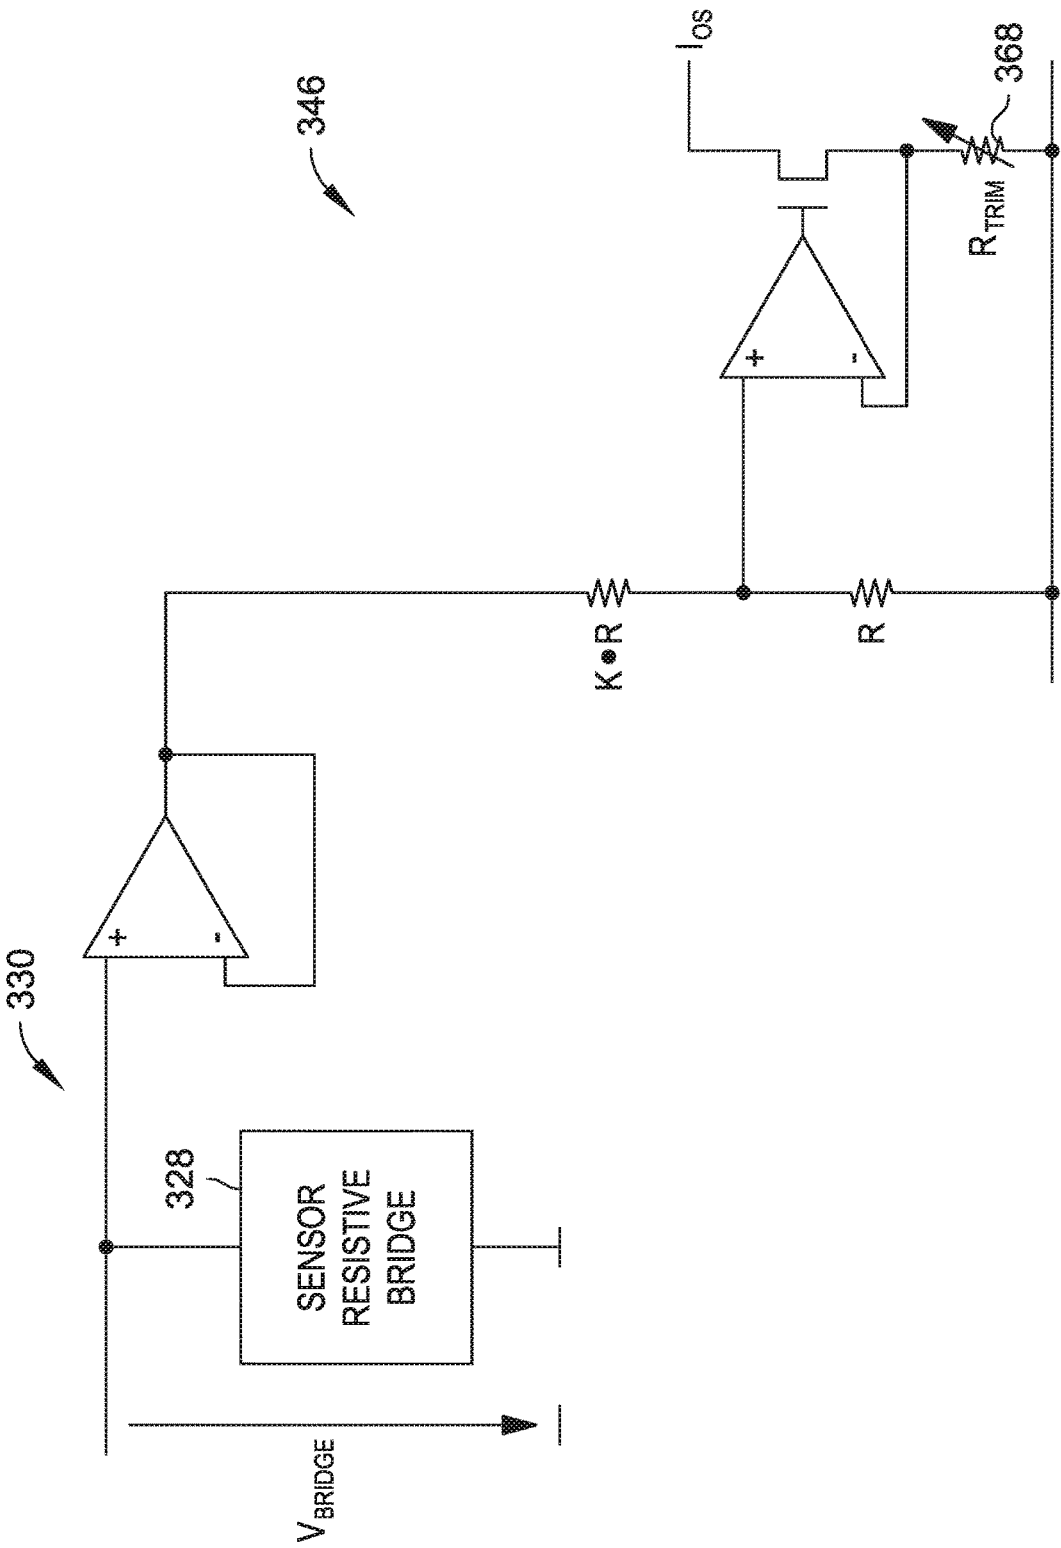 330
346
V_BRIDGE
328
SENSOR
RESISTIVE
BRIDGE
+
-
K•R
R
+
-
I_OS
R_TRIM
368